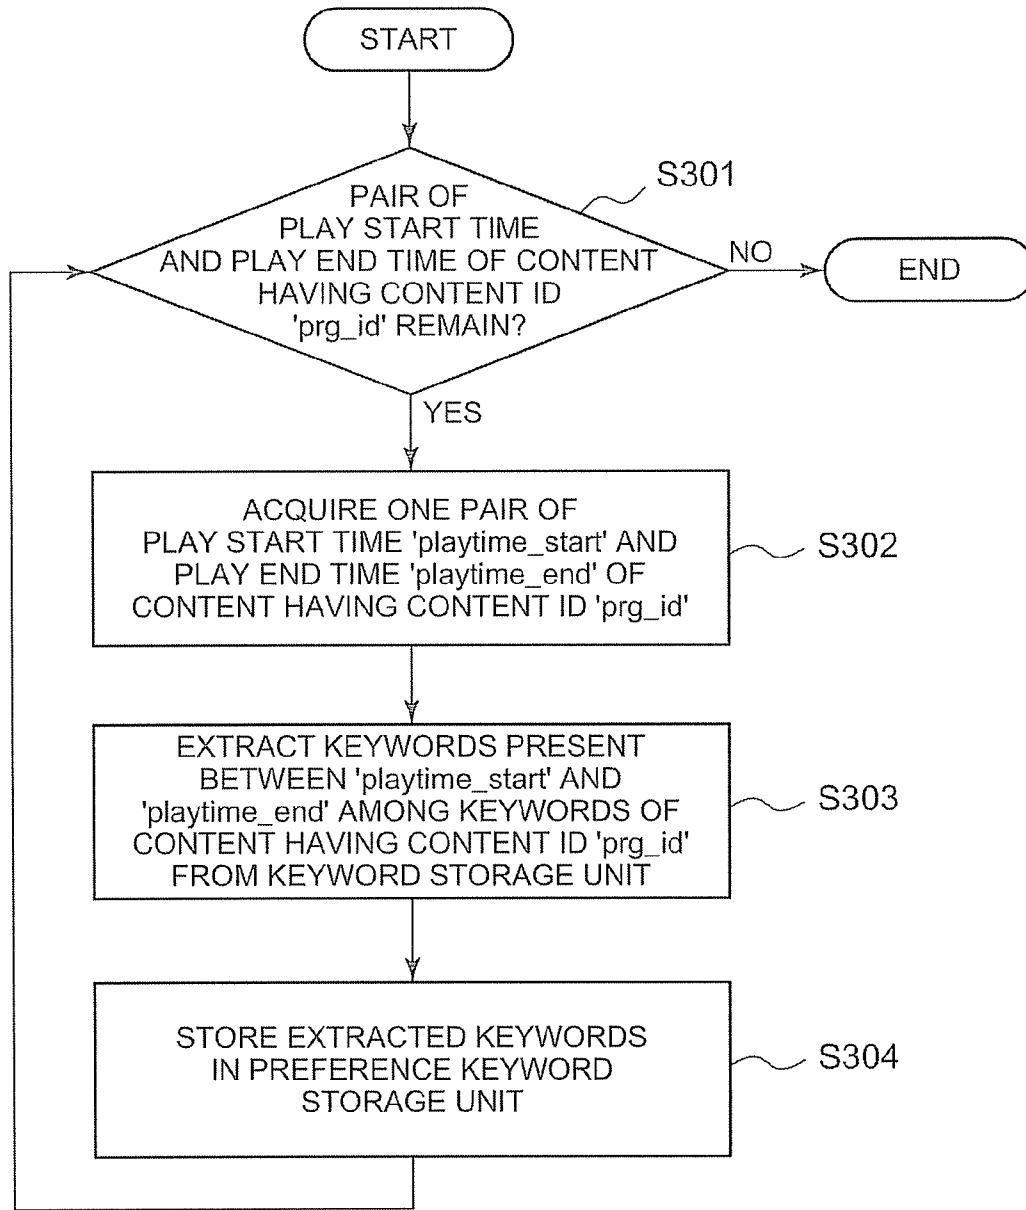 START
S301
PAIR OF
PLAY START TIME
AND PLAY END TIME OF CONTENT
HAVING CONTENT ID
'prg_id' REMAIN?
NO
END
YES
ACQUIRE ONE PAIR OF
PLAY START TIME 'playtime_start' AND
PLAY END TIME 'playtime_end' OF
CONTENT HAVING CONTENT ID 'prg_id'
S302
EXTRACT KEYWORDS PRESENT
BETWEEN 'playtime_start' AND
'playtime_end' AMONG KEYWORDS OF
CONTENT HAVING CONTENT ID 'prg_id'
FROM KEYWORD STORAGE UNIT
S303
STORE EXTRACTED KEYWORDS
IN PREFERENCE KEYWORD
STORAGE UNIT
S304